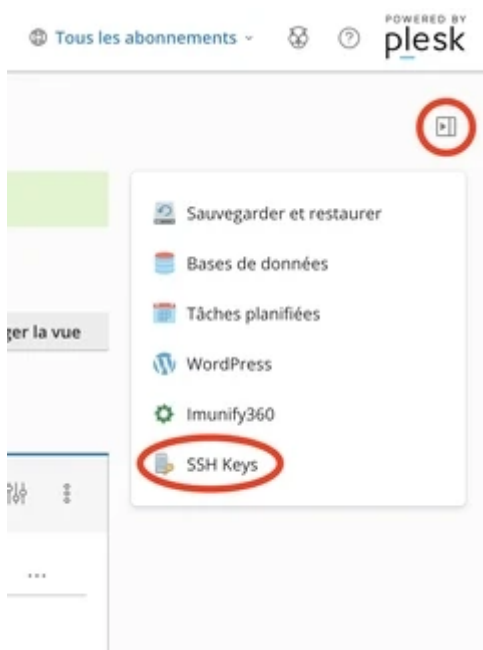 Tous les abonnements
POWERED BY
plesk
Sauvegarder et restaurer
Bases de données
ger la vue
Tâches planifiées
WordPress
Imunify360
SSH Keys